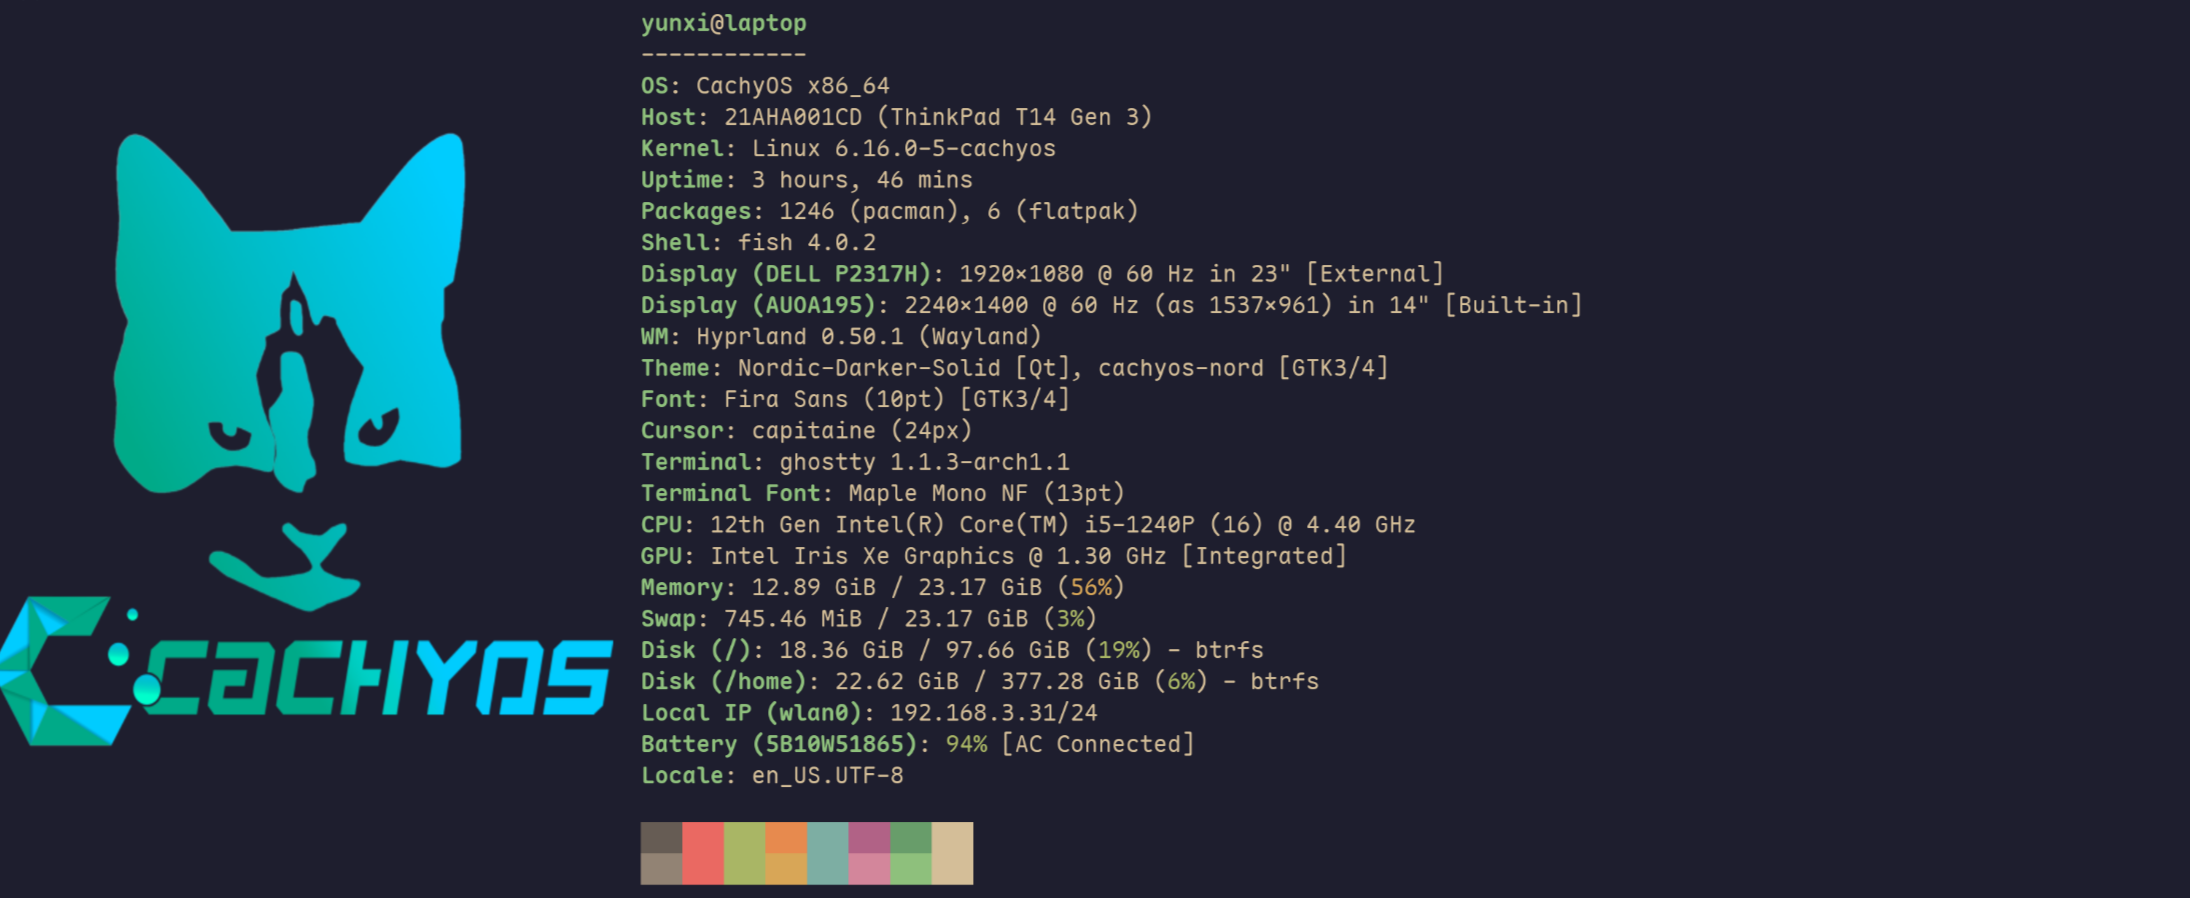 yunxi@laptop
------------
OS: CachyOS x86_64
Host: 21AHA001CD (ThinkPad T14 Gen 3)
Kernel: Linux 6.16.0-5-cachyos
Uptime: 3 hours, 46 mins
Packages: 1246 (pacman), 6 (flatpak)
Shell: fish 4.0.2
Display (DELL P2317H): 1920×1080 @ 60 Hz in 23" [External]
Display (AUOA195): 2240×1400 @ 60 Hz (as 1537×961) in 14" [Built-in]
WM: Hyprland 0.50.1 (Wayland)
Theme: Nordic-Darker-Solid [Qt], cachyos-nord [GTK3/4]
Font: Fira Sans (10pt) [GTK3/4]
Cursor: capitaine (24px)
Terminal: ghostty 1.1.3-arch1.1
Terminal Font: Maple Mono NF (13pt)
CPU: 12th Gen Intel(R) Core(TM) i5-1240P (16) @ 4.40 GHz
GPU: Intel Iris Xe Graphics @ 1.30 GHz [Integrated]
Memory: 12.89 GiB / 23.17 GiB (56%)
Swap: 745.46 MiB / 23.17 GiB (3%)
Disk (/): 18.36 GiB / 97.66 GiB (19%) - btrfs
Disk (/home): 22.62 GiB / 377.28 GiB (6%) - btrfs
Local IP (wlan0): 192.168.3.31/24
Battery (5B10W51865): 94% [AC Connected]
Locale: en_US.UTF-8
CACHYOS